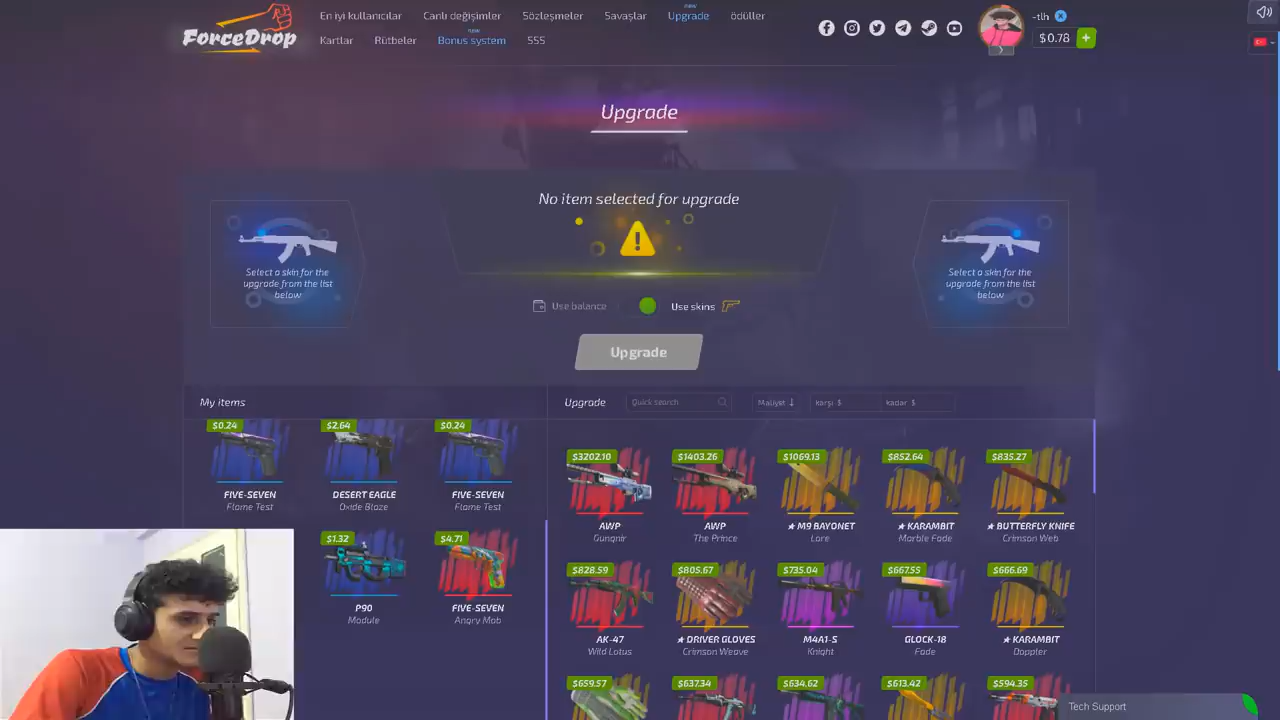 ForceDrop
En iyi kullanıcılar
Canlı değişimler
Sözleşmeler
Savaşlar
new
Upgrade
ödüller
Kartlar
Rütbeler
new
Bonus system
SSS
-tlh
$ 0.78
+
Upgrade
No item selected for upgrade
Select a skin for the
upgrade from the list
below
Select a skin for the
upgrade from the list
below
Use balance
Use skins
Upgrade
My items
Upgrade
Quick search
Maliyet ↓
karşı $
kadar $
$0.24
FIVE-SEVEN
Flame Test
$2.64
DESERT EAGLE
Oxide Blaze
$0.24
FIVE-SEVEN
Flame Test
$1.32
P90
Module
$4.71
FIVE-SEVEN
Angry Mob
$3202.10
AWP
Gungnir
$1403.26
AWP
The Prince
$1069.13
★ M9 BAYONET
Lore
$852.64
★ KARAMBIT
Marble Fade
$835.27
★ BUTTERFLY KNIFE
Crimson Web
$828.59
AK-47
Wild Lotus
$805.67
★ DRIVER GLOVES
Crimson Weave
$735.04
M4A1-S
Knight
$667.55
GLOCK-18
Fade
$666.69
★ KARAMBIT
Doppler
$659.57
$637.34
$634.62
$613.42
$594.35
Tech Support